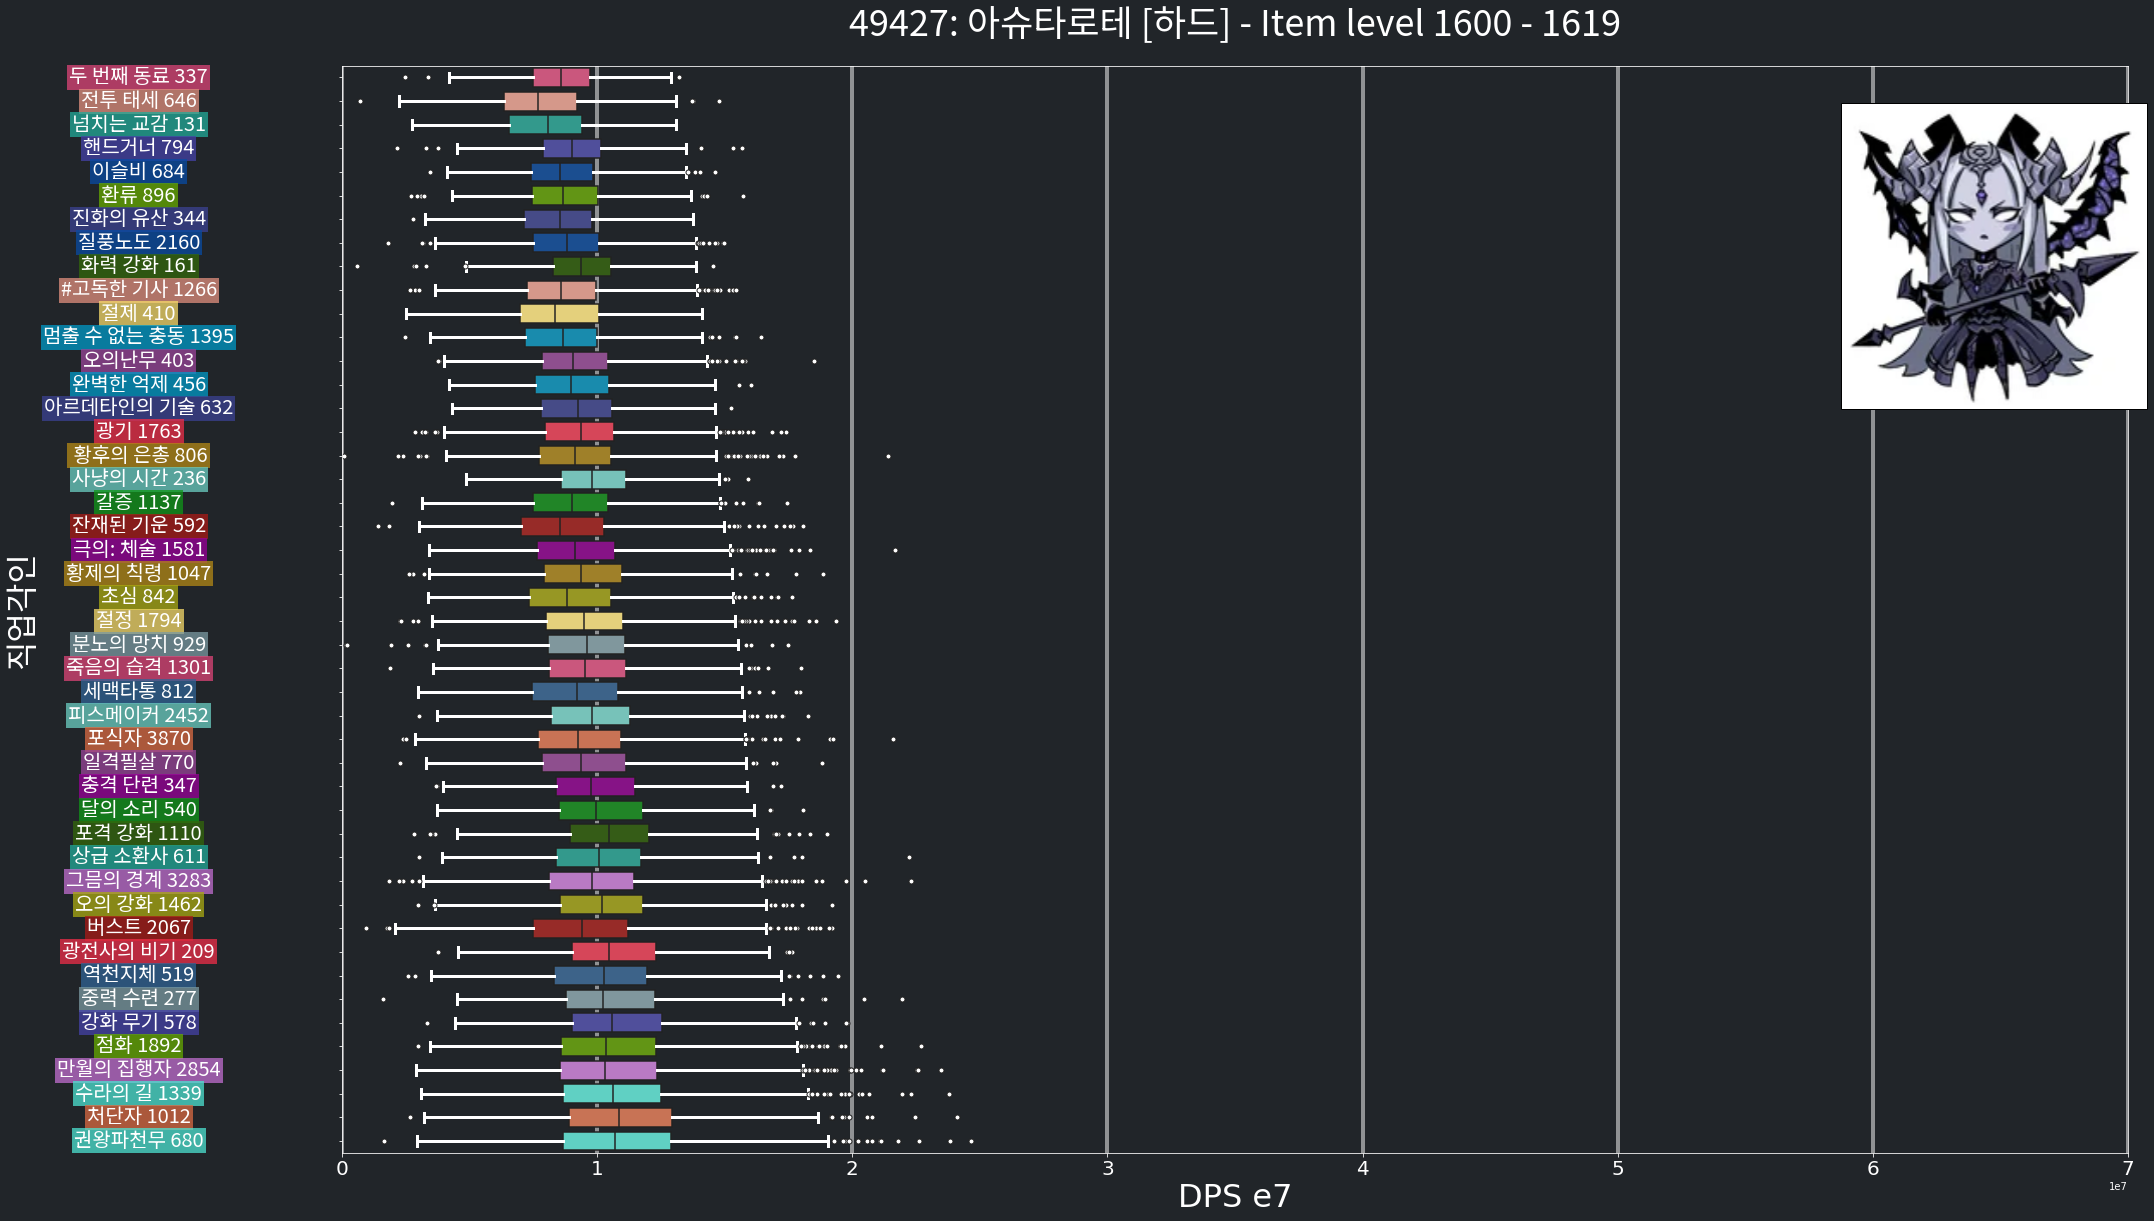 49427: 아슈타로테 [하드] - Item level 1600 - 1619
직업각인
두 번째 동료 337
전투 태세 646
넘치는 교감 131
핸드거너 794
이슬비 684
환류 896
진화의 유산 344
질풍노도 2160
화력 강화 161
#고독한 기사 1266
절제 410
멈출 수 없는 충동 1395
오의난무 403
완벽한 억제 456
아르데타인의 기술 632
광기 1763
황후의 은총 806
사냥의 시간 236
갈증 1137
잔재된 기운 592
극의: 체술 1581
황제의 칙령 1047
초심 842
절정 1794
분노의 망치 929
죽음의 습격 1301
세맥타통 812
피스메이커 2452
포식자 3870
일격필살 770
충격 단련 347
달의 소리 540
포격 강화 1110
상급 소환사 611
그믐의 경계 3283
오의 강화 1462
버스트 2067
광전사의 비기 209
역천지체 519
중력 수련 277
강화 무기 578
점화 1892
만월의 집행자 2854
수라의 길 1339
처단자 1012
권왕파천무 680
0 1 2 3 4 5 6 7
1e7
DPS e7